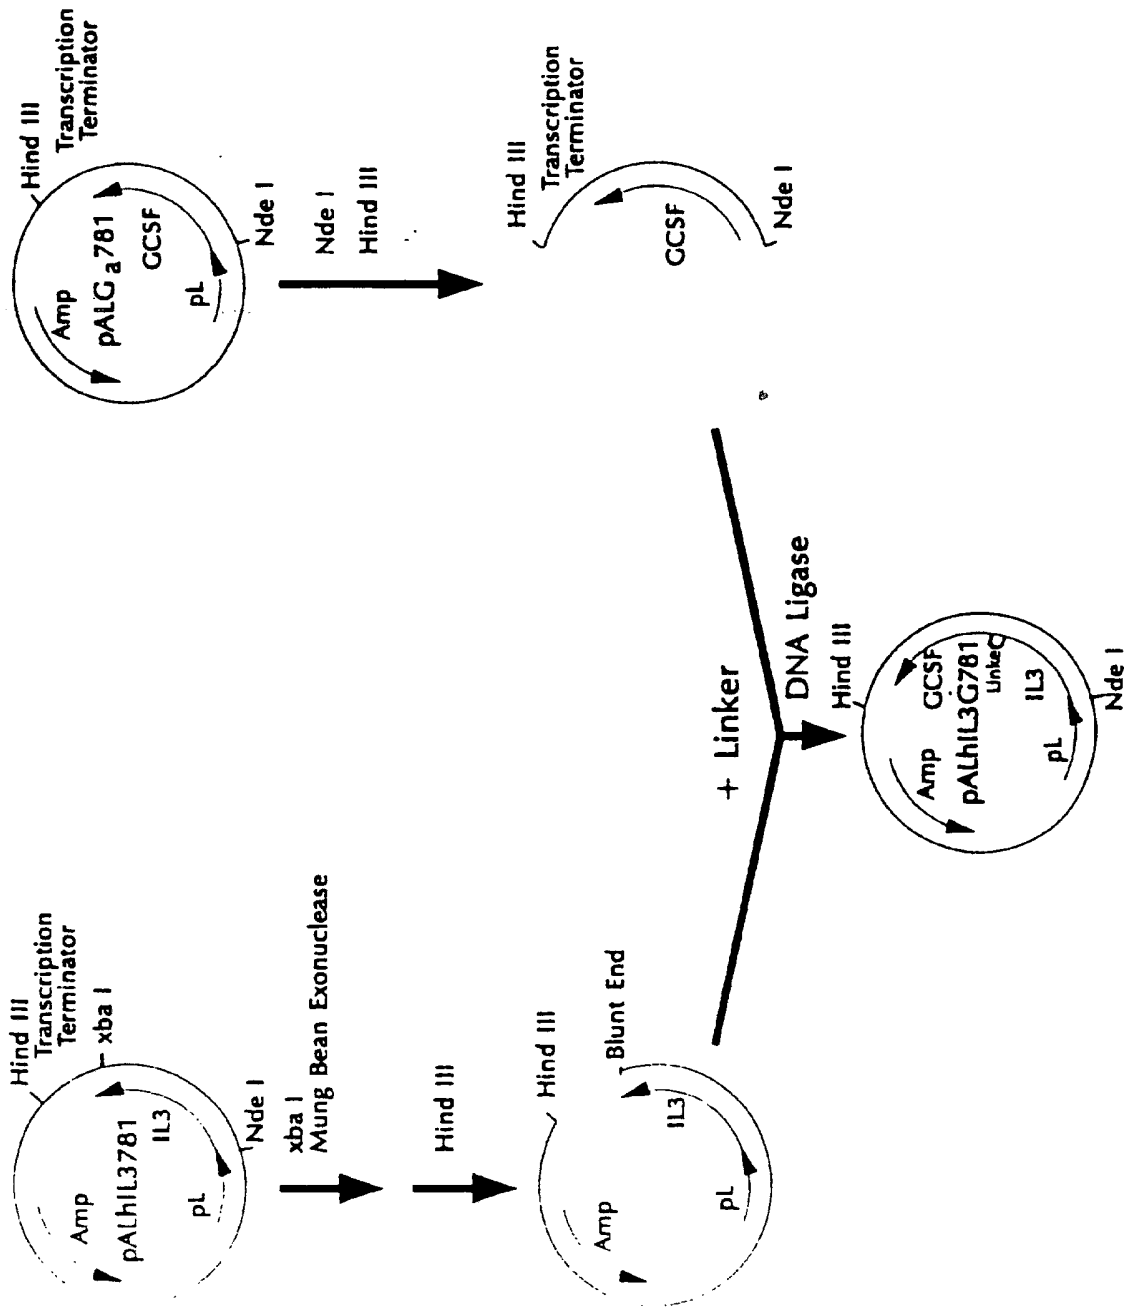 Hind III
Transcription
Terminator
xba I
Amp
pALhIL3781
IL3
pL
Nde I
xba I
Mung Bean Exonuclease
Hind III
Hind III
Blunt End
Amp
IL3
pL
Hind III
Transcription
Terminator
Amp
pALGa781
GCSF
pL
Nde I
Nde I
Hind III
Hind III
Transcription
Terminator
GCSF
Nde I
+ Linker
DNA Ligase
Hind III
Amp
GCSF
pALhIL3G781
Linker
IL3
pL
Nde I